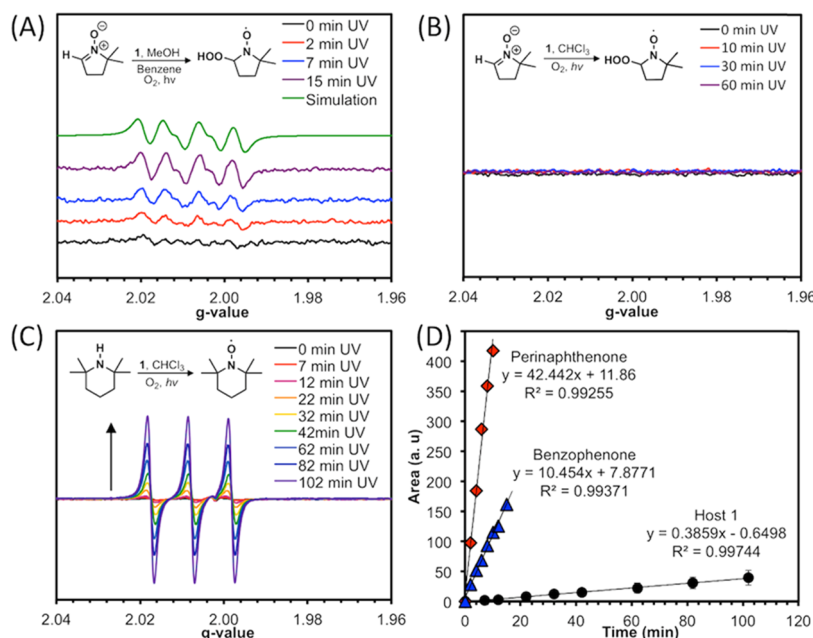 (A)
O⊖
N⊕
H
1, MeOH
Benzene
O₂, hν
O·
HOO
N
0 min UV
2 min UV
7 min UV
15 min UV
Simulation
2.04 2.02 2.00 1.98 1.96
g-value
(B)
O⊖
N⊕
H
1, CHCl₃
O₂, hν
O·
HOO
N
0 min UV
10 min UV
30 min UV
60 min UV
2.04 2.02 2.00 1.98 1.96
g-value
(C)
H
N
1, CHCl₃
O₂, hν
O·
N
0 min UV
7 min UV
12 min UV
22 min UV
32 min UV
42min UV
62 min UV
82 min UV
102 min UV
2.04 2.02 2.00 1.98 1.96
g-value
(D)
Area (a. u)
400
350
300
250
200
150
100
50
0
Perinaphthenone
y = 42.442x + 11.86
R² = 0.99255
Benzophenone
y = 10.454x + 7.8771
R² = 0.99371
Host 1
y = 0.3859x - 0.6498
R² = 0.99744
0 20 40 60 80 100 120
Time (min)